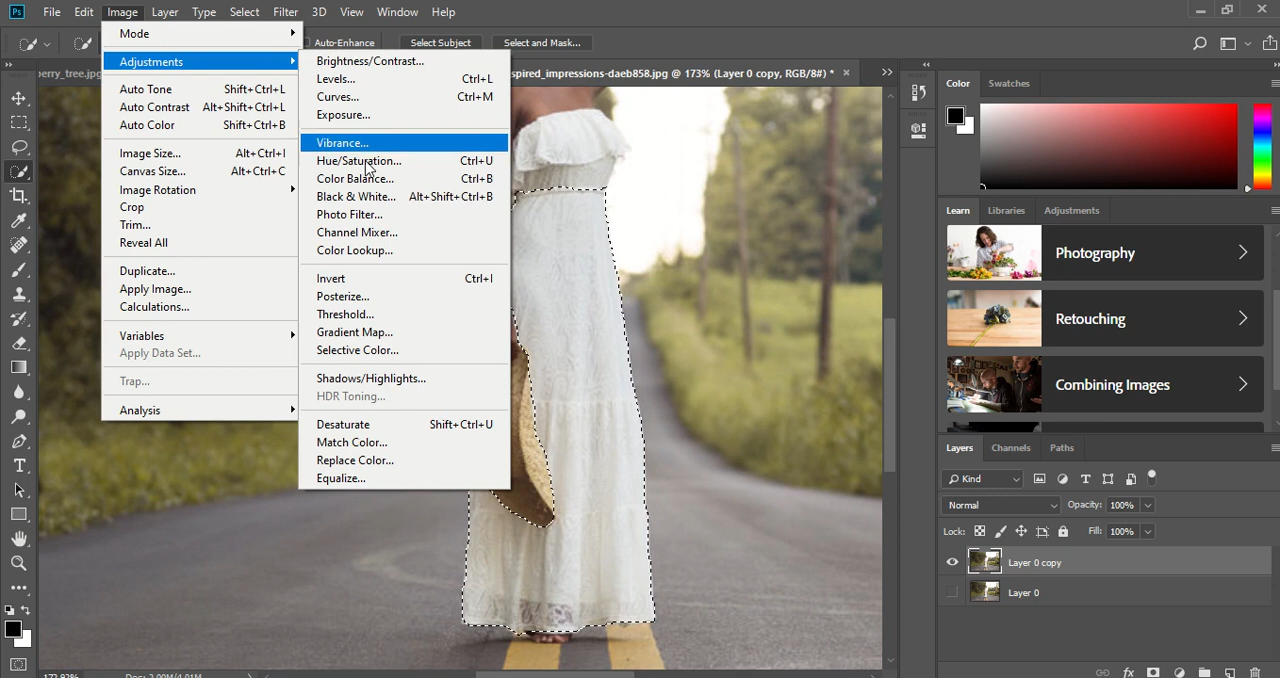 Ps File Edit Image Layer Type Select Filter 3D View Window Help
Auto-Enhance Select Subject Select and Mask...
perry_tree.jpg spired_impressions-daeb858.jpg @ 173% (Layer 0 copy, RGB/8#) *
Mode
Adjustments
Auto Tone Shift+Ctrl+L
Auto Contrast Alt+Shift+Ctrl+L
Auto Color Shift+Ctrl+B
Image Size... Alt+Ctrl+I
Canvas Size... Alt+Ctrl+C
Image Rotation
Crop
Trim...
Reveal All
Duplicate...
Apply Image...
Calculations...
Variables
Apply Data Set...
Trap...
Analysis
Brightness/Contrast...
Levels... Ctrl+L
Curves... Ctrl+M
Exposure...
Vibrance...
Hue/Saturation... Ctrl+U
Color Balance... Ctrl+B
Black & White... Alt+Shift+Ctrl+B
Photo Filter...
Channel Mixer...
Color Lookup...
Invert Ctrl+I
Posterize...
Threshold...
Gradient Map...
Selective Color...
Shadows/Highlights...
HDR Toning...
Desaturate Shift+Ctrl+U
Match Color...
Replace Color...
Equalize...
Color Swatches
Learn Libraries Adjustments
Photography
Retouching
Combining Images
Layers Channels Paths
Kind
Normal Opacity: 100%
Lock: Fill: 100%
Layer 0 copy
Layer 0